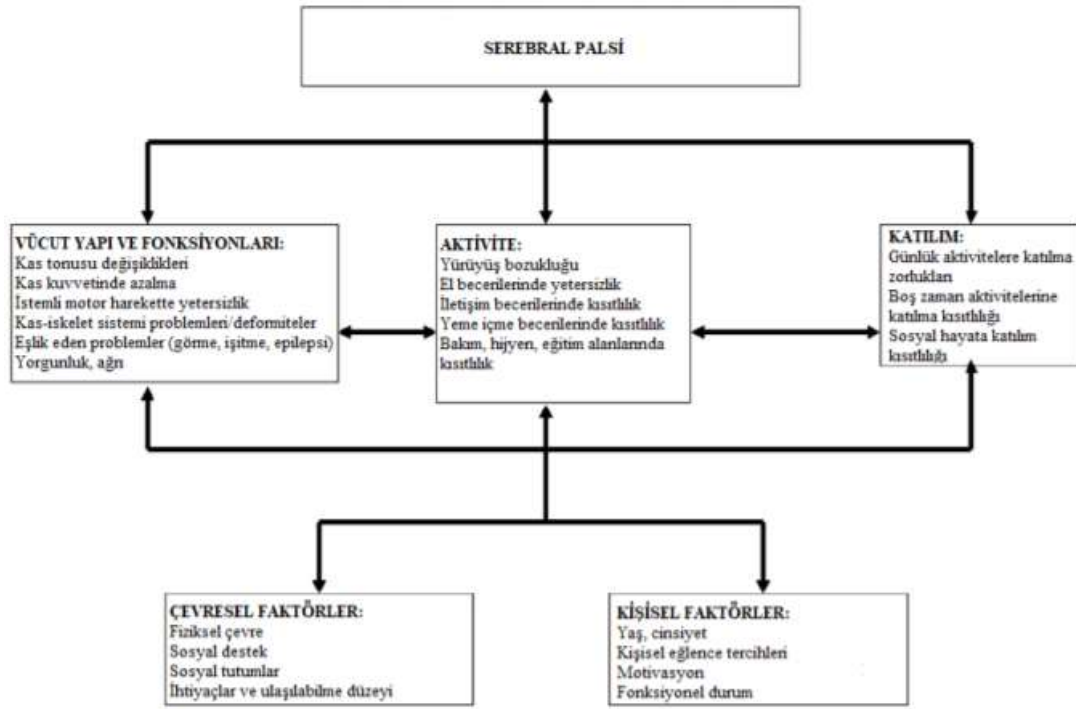 SEREBRAL PALSİ
VÜCUT YAPI VE FONKSİYONLARI:
Kas tonusu değişiklikleri
Kas kuvvetinde azalma
İstemli motor harekette yetersizlik
Kas-iskelet sistemi problemleri/deformiteler
Eşlik eden problemler (görme, işitme, epilepsi)
Yorgunluk, ağrı
AKTİVİTE:
Yürüyüş bozukluğu
El becerilerinde yetersizlik
İletişim becerilerinde kısıtlılık
Yeme içme becerilerinde kısıtlılık
Bakım, hijyen, eğitim alanlarında
kısıtlılık
KATILIM:
Günlük aktivitelere katılma
zorlukları
Boş zaman aktivitelerine
katılma kısıtlığı
Sosyal hayata katılım
kısıtlılığı
ÇEVRESEL FAKTÖRLER:
Fiziksel çevre
Sosyal destek
Sosyal tutumlar
İhtiyaçlar ve ulaşılabilme düzeyi
KİŞİSEL FAKTÖRLER:
Yaş, cinsiyet
Kişisel eğlence tercihleri
Motivasyon
Fonksiyonel durum